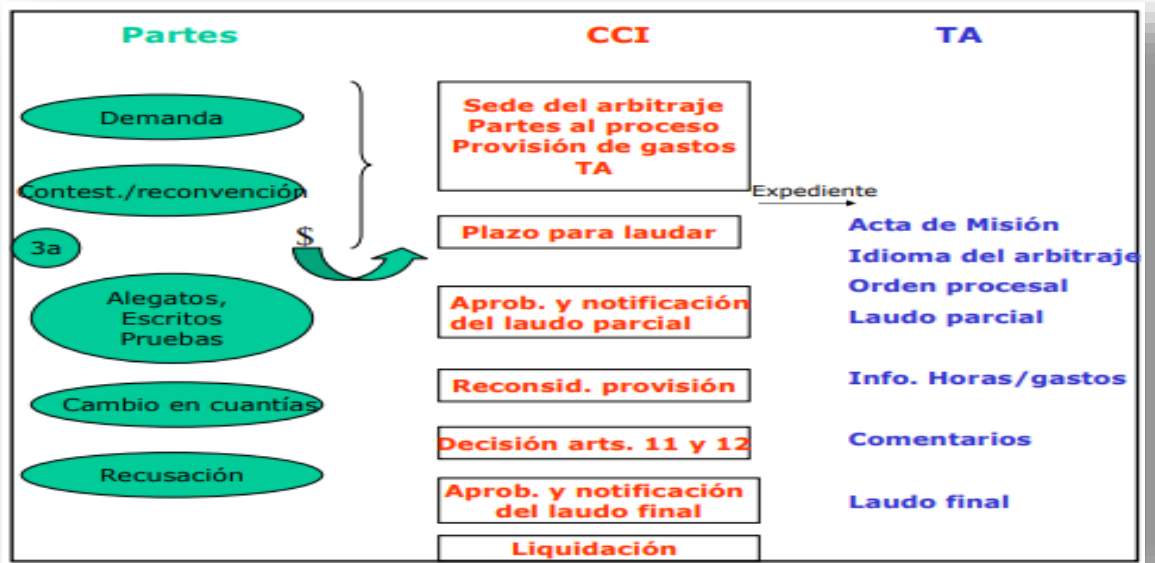 Partes
CCI
TA
Demanda
Contest./reconvención
3a
$
Alegatos,
Escritos
Pruebas
Cambio en cuantías
Recusación
Sede del arbitraje
Partes al proceso
Provisión de gastos
TA
Plazo para laudar
Aprob. y notificación
del laudo parcial
Reconsid. provisión
Decisión arts. 11 y 12
Aprob. y notificación
del laudo final
Liquidación
Expediente
Acta de Misión
Idioma del arbitraje
Orden procesal
Laudo parcial
Info. Horas/gastos
Comentarios
Laudo final